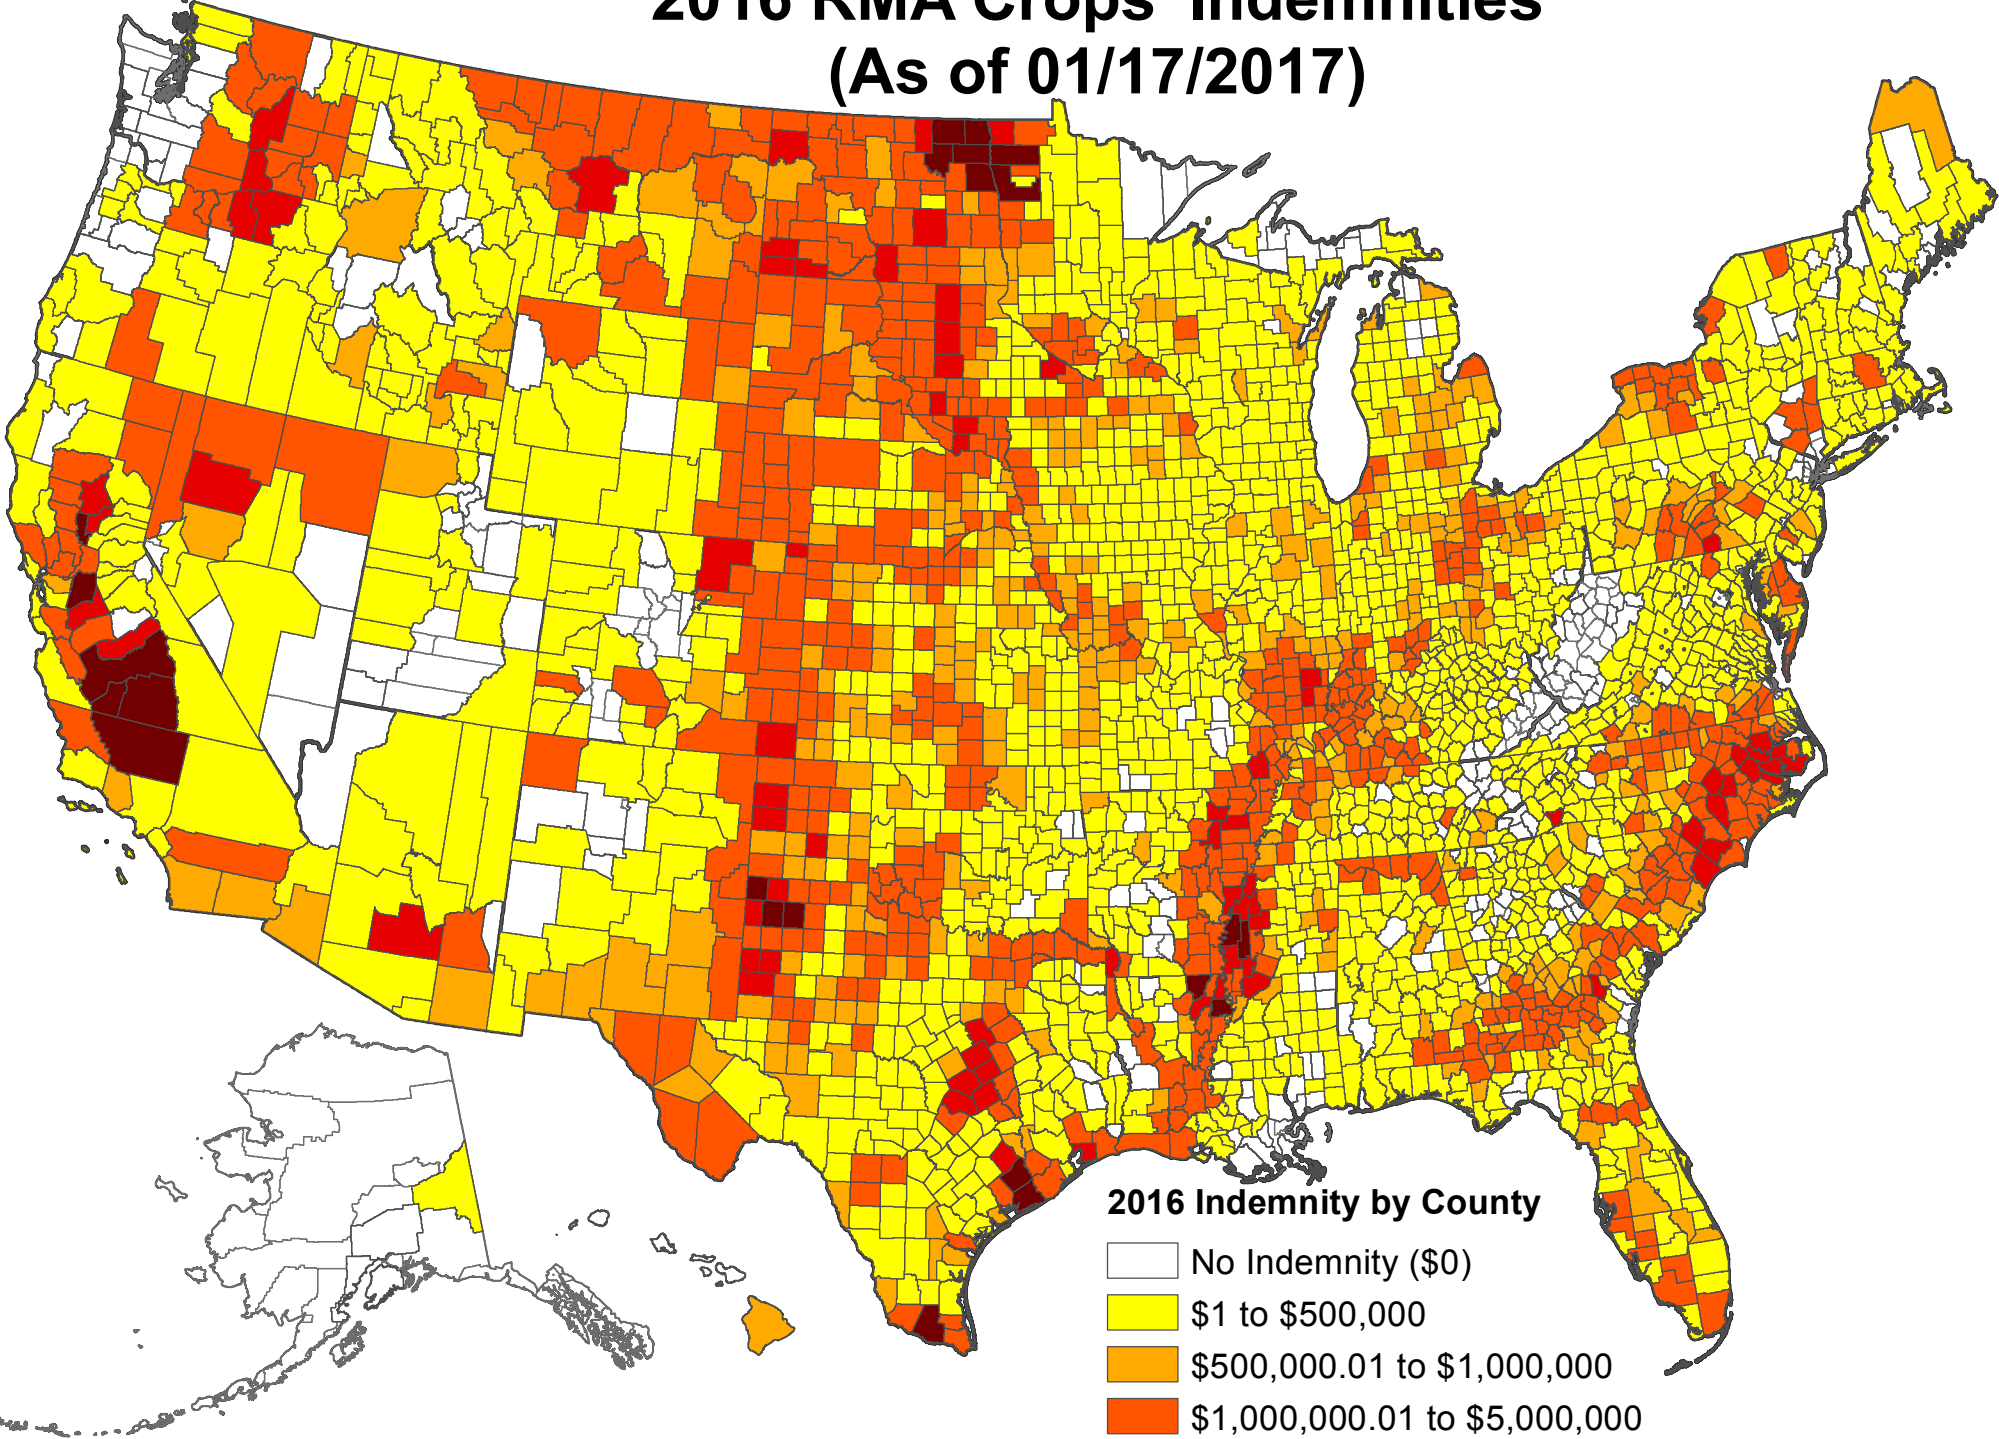 2016 RMA Crops' Indemnities
(As of 01/17/2017)
2016 Indemnity by County
No Indemnity ($0)
$1 to $500,000
$500,000.01 to $1,000,000
$1,000,000.01 to $5,000,000